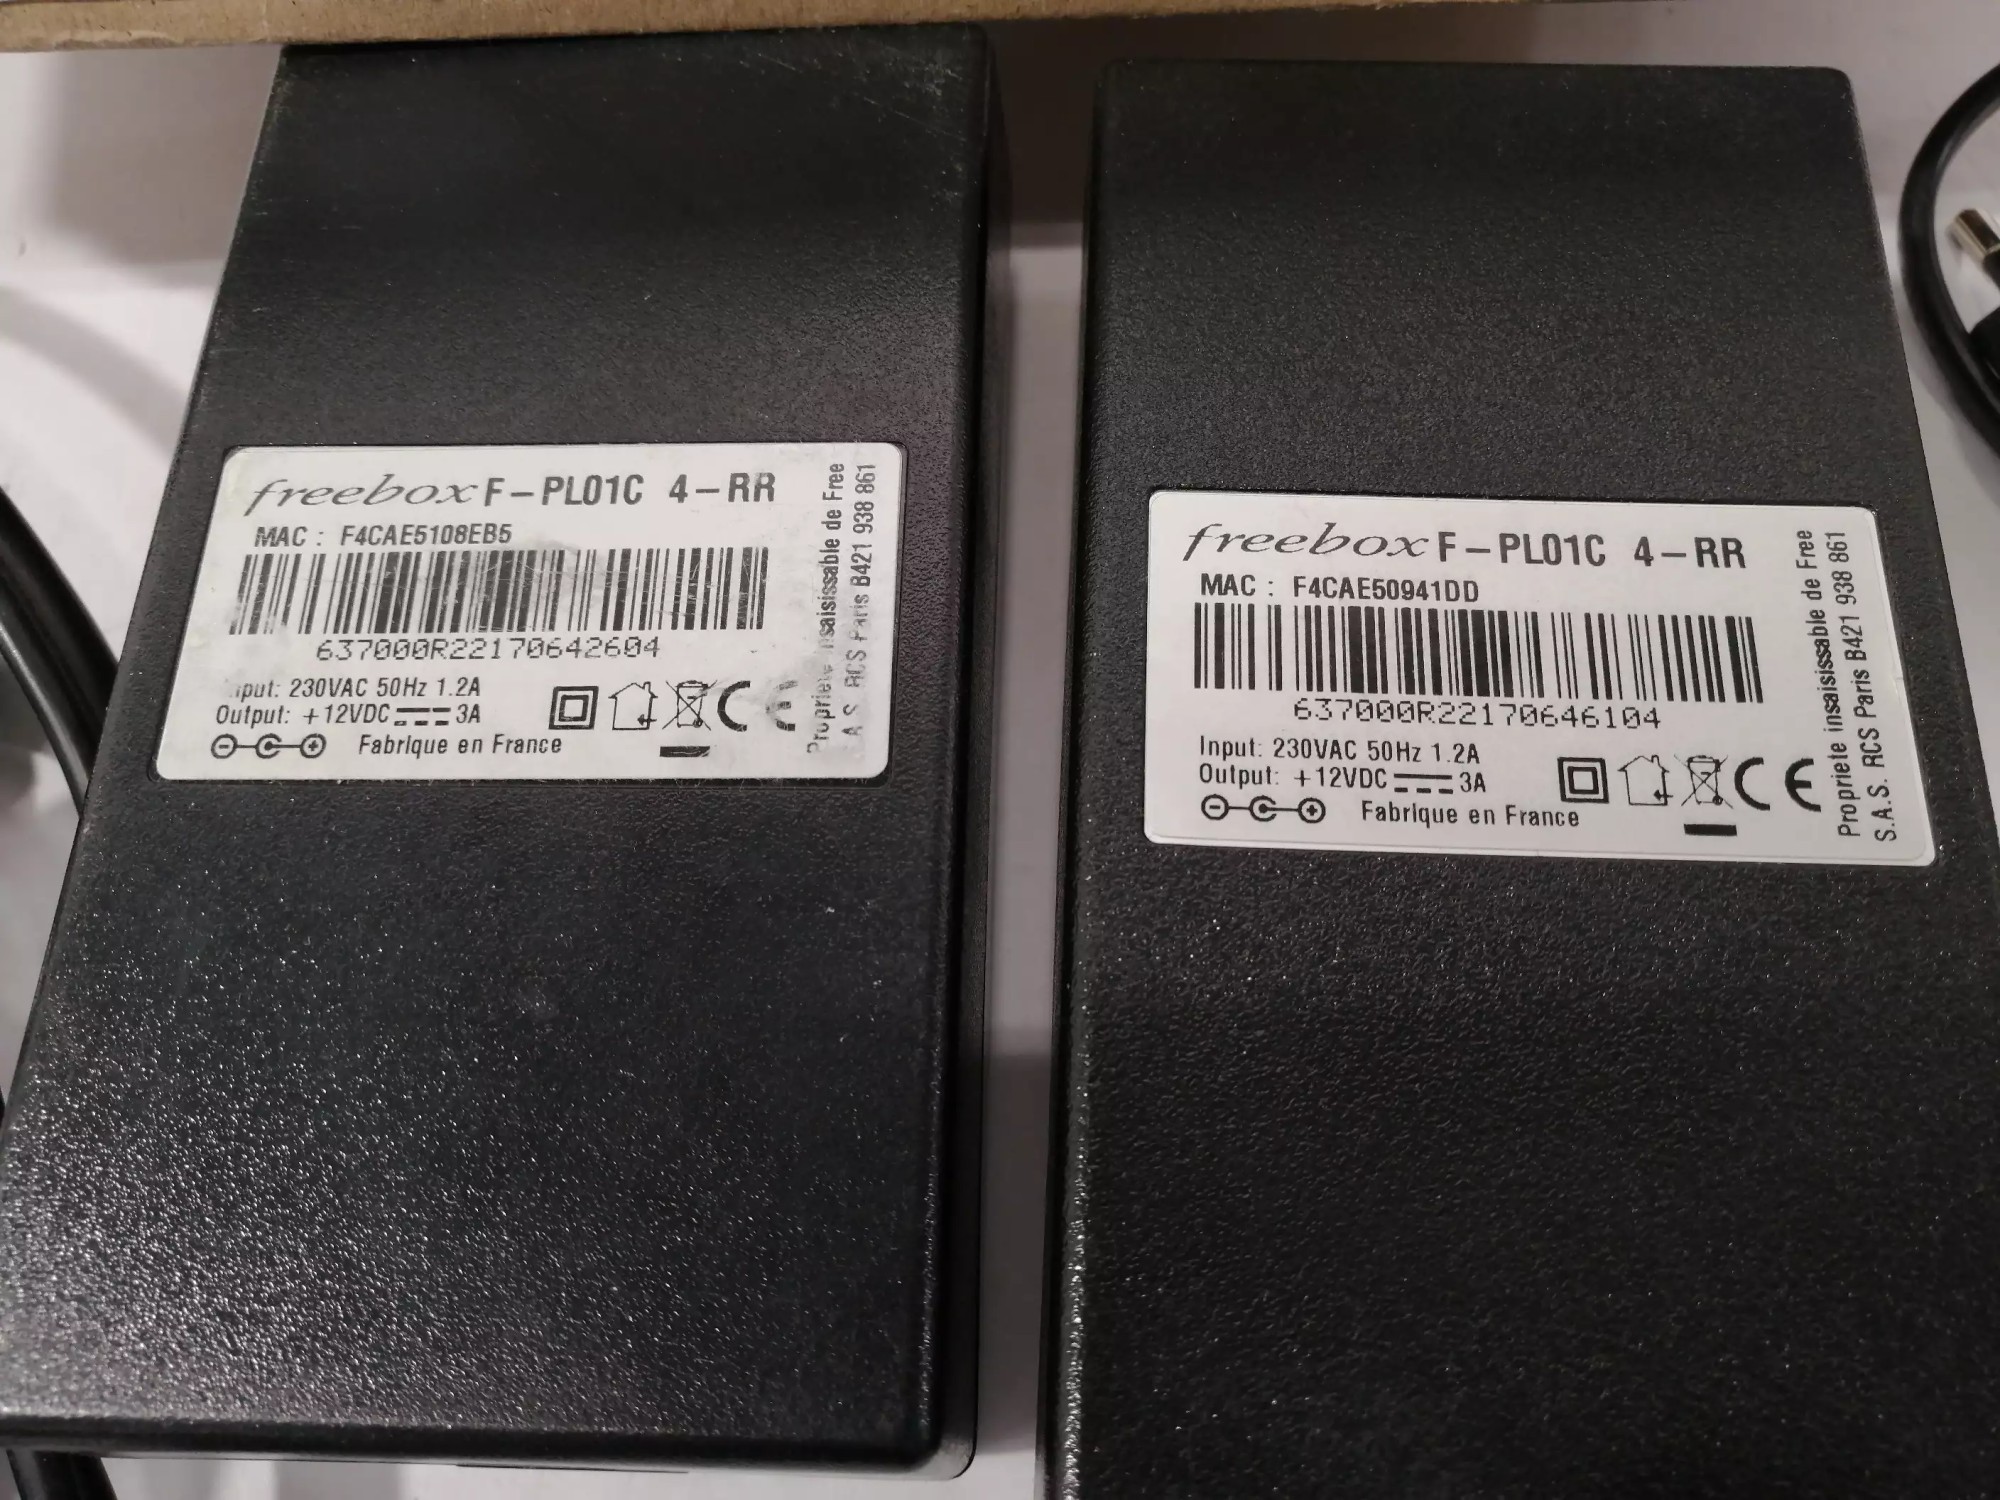 freebox F-PL01C 4-RR
MAC : F4CAE5108EB5
637000R22170642604
Input: 230VAC 50Hz 1.2A
Output: +12VDC 3A
Fabrique en France
CE
Propriete insaisissable de Free
S.A.S. RCS Paris B421 938 861
freebox F-PL01C 4-RR
MAC : F4CAE50941DD
637000R22170646104
Input: 230VAC 50Hz 1.2A
Output: +12VDC 3A
Fabrique en France
CE
Propriete insaisissable de Free
S.A.S. RCS Paris B421 938 861